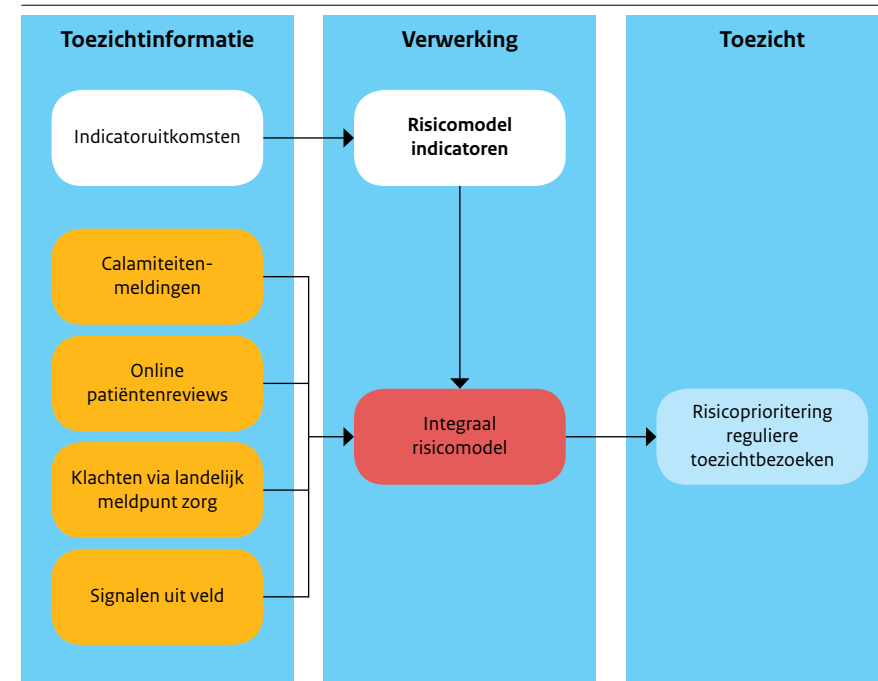 Toezichtinformatie
Verwerking
Toezicht
Indicatoruitkomsten
Risicomodel
indicatoren
Calamiteiten-
meldingen
Online
patiëntenreviews
Klachten via landelijk
meldpunt zorg
Signalen uit veld
Integraal
risicomodel
Risicoprioritering
reguliere
toezichtbezoeken